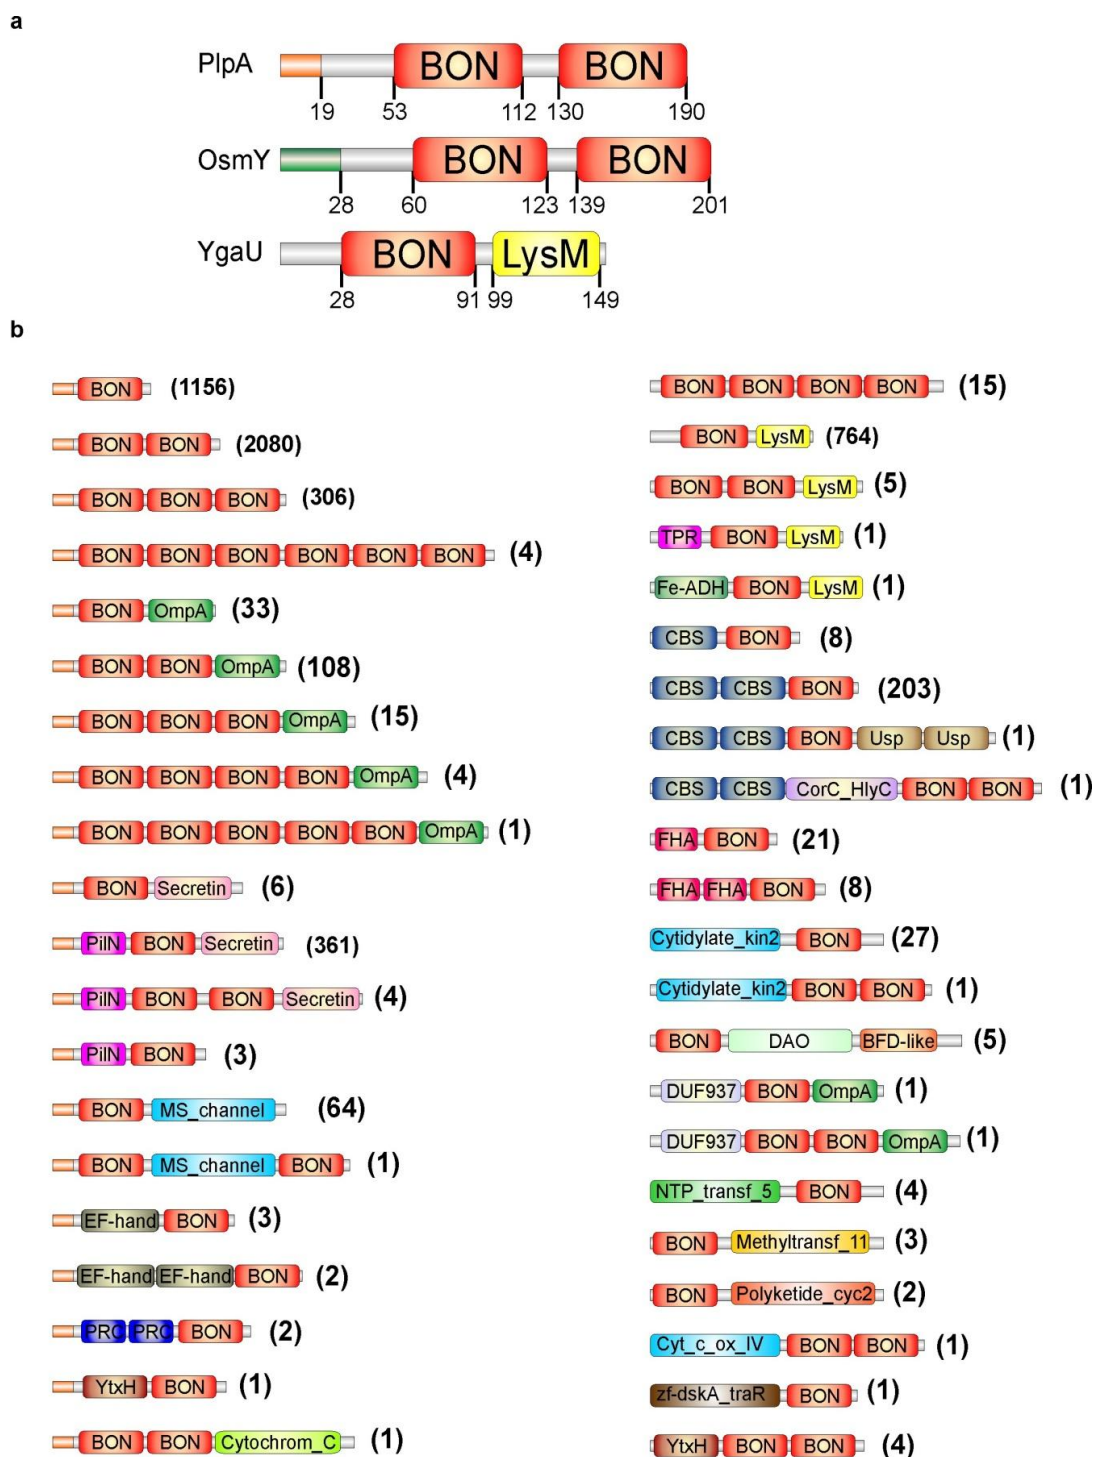 a
PlpA BON BON
19 53 112 130 190
OsmY BON BON
28 60 123 139 201
YgaU BON LysM
28 91 99 149
b
BON (1156)
BON BON (2080)
BON BON BON (306)
BON BON BON BON BON BON (4)
BON OmpA (33)
BON BON OmpA (108)
BON BON BON OmpA (15)
BON BON BON BON OmpA (4)
BON BON BON BON BON OmpA (1)
BON Secretin (6)
PilN BON Secretin (361)
PilN BON BON Secretin (4)
PilN BON (3)
BON MS_channel (64)
BON MS_channel BON (1)
EF-hand BON (3)
EF-hand EF-hand BON (2)
PRC PRC BON (2)
YtxH BON (1)
BON BON Cytochrom_C (1)
BON BON BON BON (15)
BON LysM (764)
BON BON LysM (5)
TPR BON LysM (1)
Fe-ADH BON LysM (1)
CBS BON (8)
CBS CBS BON (203)
CBS CBS BON Usp Usp (1)
CBS CBS CorC_HlyC BON BON (1)
FHA BON (21)
FHA FHA BON (8)
Cytidylate_kin2 BON (27)
Cytidylate_kin2 BON BON (1)
BON DAO BFD-like (5)
DUF937 BON OmpA (1)
DUF937 BON BON OmpA (1)
NTP_transf_5 BON (4)
BON Methyltransf_11 (3)
BON Polyketide_cyc2 (2)
Cyt_c_ox_IV BON BON (1)
zf-dskA_traR BON (1)
YtxH BON BON (4)